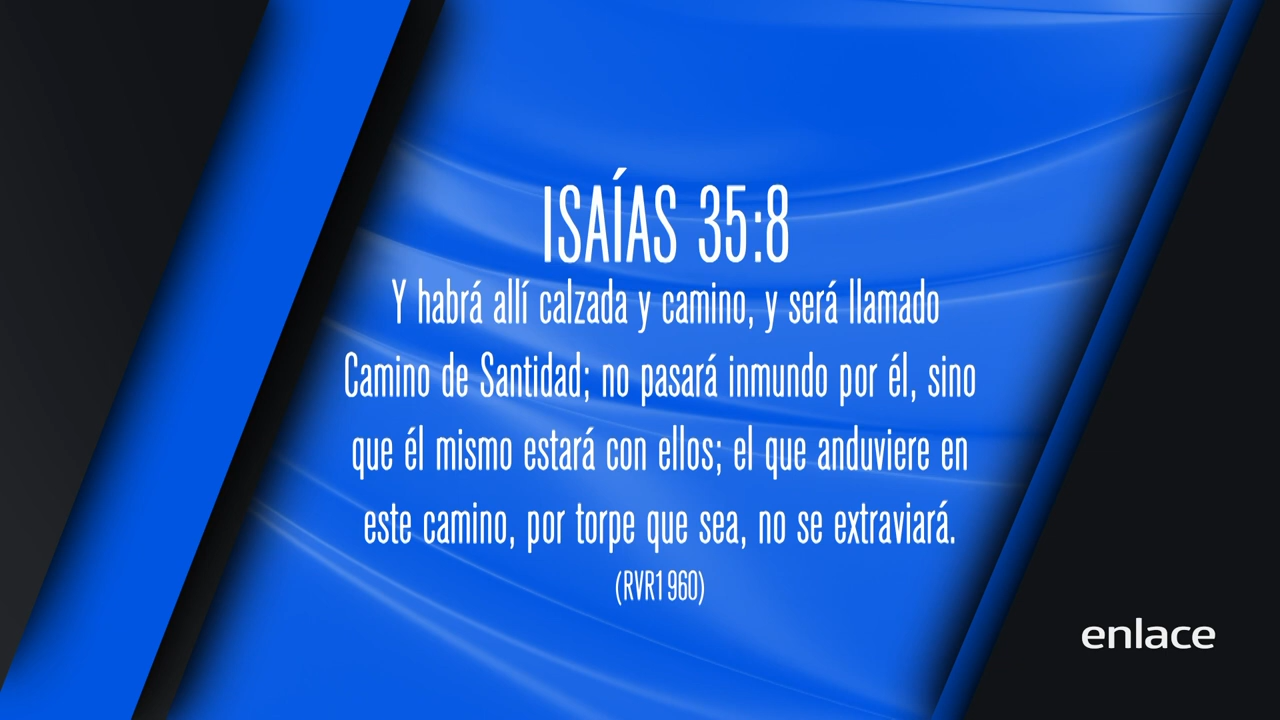 ISAÍAS 35:8
Y habrá allí calzada y camino, y será llamado
Camino de Santidad; no pasará inmundo por él, sino
que él mismo estará con ellos; el que anduviere en
este camino, por torpe que sea, no se extraviará.
(RVR1960)
enlace